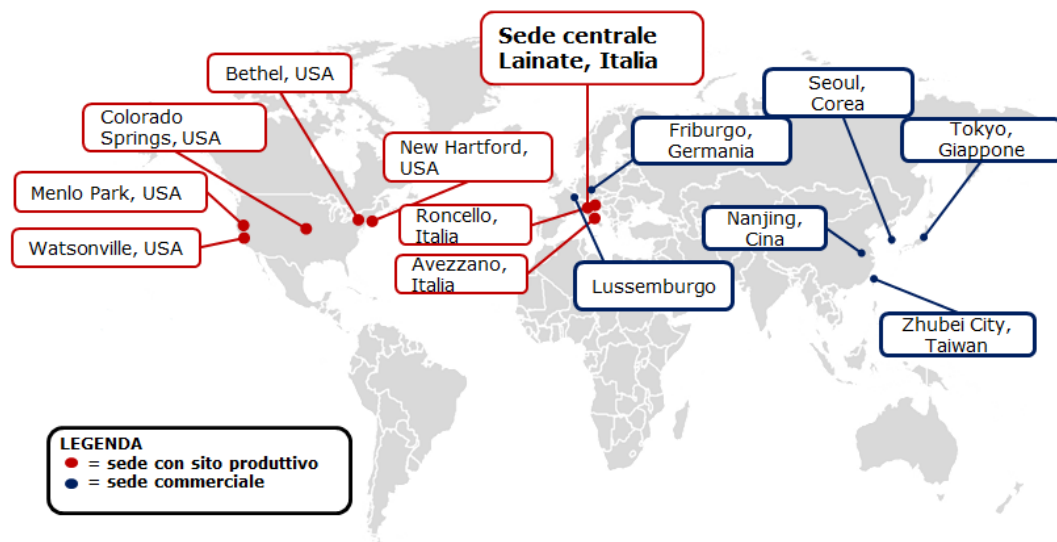 Sede centrale
Lainate, Italia
Bethel, USA
Seoul,
Corea
Colorado
Springs, USA
Friburgo,
Germania
Tokyo,
Giappone
New Hartford,
USA
Menlo Park, USA
Roncello,
Italia
Nanjing,
Cina
Watsonville, USA
Avezzano,
Italia
Lussemburgo
Zhubei City,
Taiwan
LEGENDA
= sede con sito produttivo
= sede commerciale